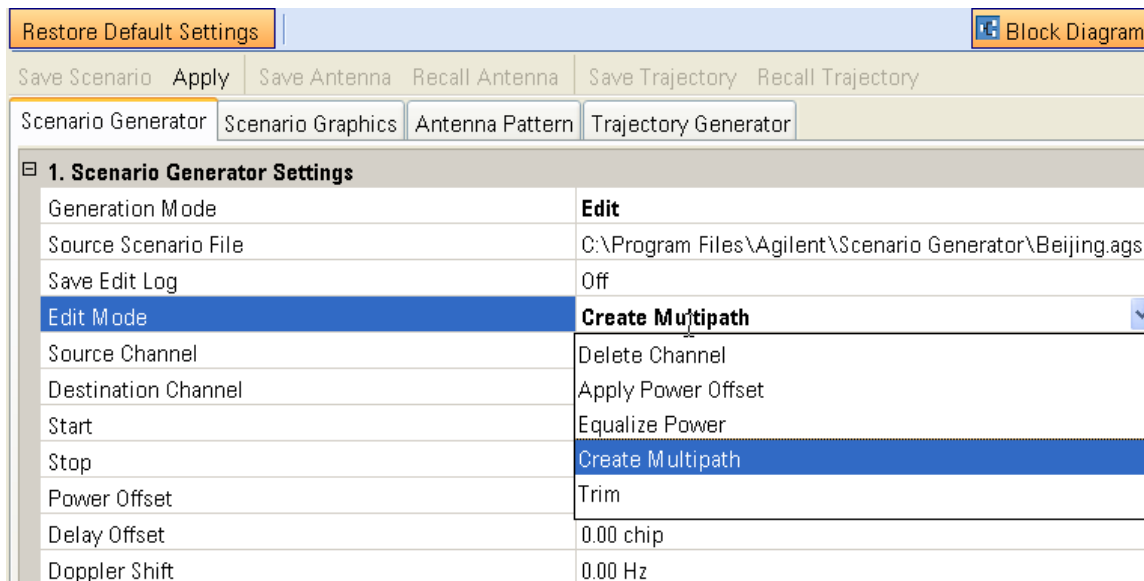 Restore Default Settings Block Diagram
Save Scenario Apply Save Antenna Recall Antenna Save Trajectory Recall Trajectory
Scenario Generator Scenario Graphics Antenna Pattern Trajectory Generator
1. Scenario Generator Settings
Generation Mode Edit
Source Scenario File C:\Program Files\Agilent\Scenario Generator\Beijing.ags
Save Edit Log Off
Edit Mode Create Multipath
Source Channel Delete Channel
Destination Channel Apply Power Offset
Start Equalize Power
Stop Create Multipath
Power Offset Trim
Delay Offset 0.00 chip
Doppler Shift 0.00 Hz